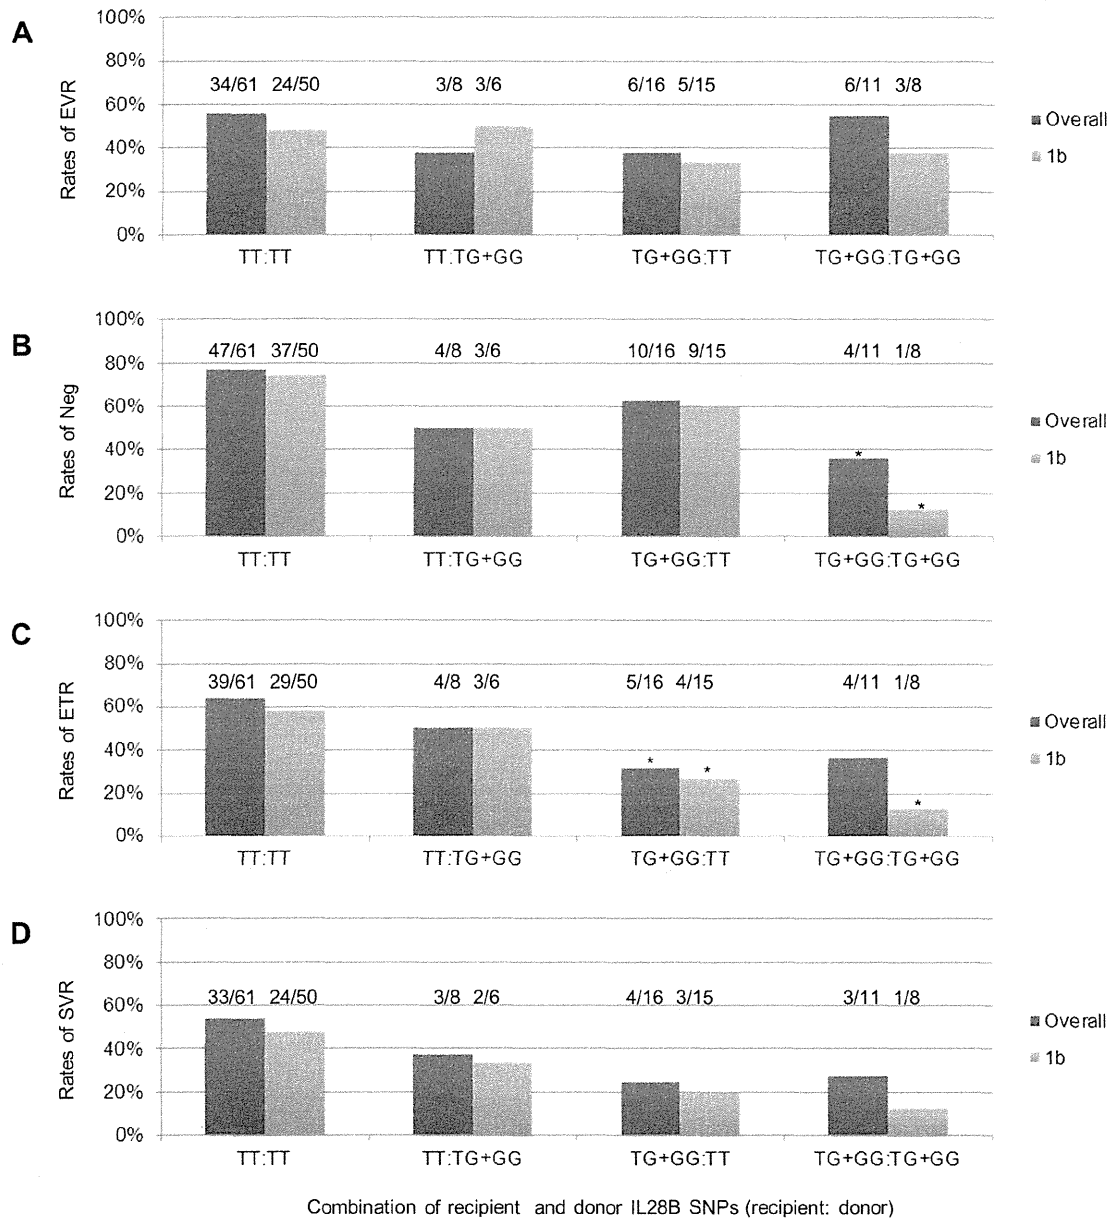 A
Rates of EVR
100%
80%
60%
40%
20%
0%
34/61 24/50 3/8 3/6 6/16 5/15 6/11 3/8
TT:TT TT:TG+GG TG+GG:TT TG+GG:TG+GG
Overall
1b
B
Rates of Neg
100%
80%
60%
40%
20%
0%
47/61 37/50 4/8 3/6 10/16 9/15 4/11 1/8
* *
TT:TT TT:TG+GG TG+GG:TT TG+GG:TG+GG
Overall
1b
C
Rates of ETR
100%
80%
60%
40%
20%
0%
39/61 29/50 4/8 3/6 5/16 4/15 4/11 1/8
* * *
TT:TT TT:TG+GG TG+GG:TT TG+GG:TG+GG
Overall
1b
D
Rates of SVR
100%
80%
60%
40%
20%
0%
33/61 24/50 3/8 2/6 4/16 3/15 3/11 1/8
TT:TT TT:TG+GG TG+GG:TT TG+GG:TG+GG
Overall
1b
Combination of recipient and donor IL28B SNPs (recipient: donor)